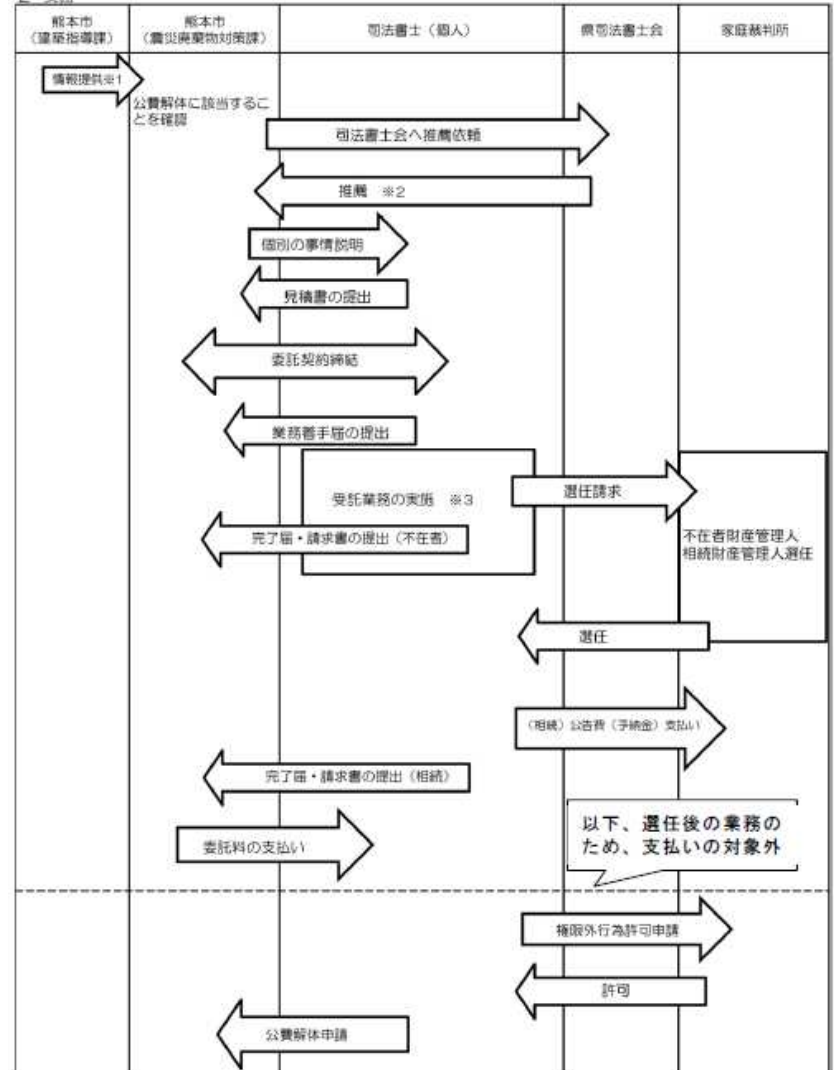 熊本市
（建築指導課）
熊本市
（震災廃棄物対策課）
司法書士（個人）
県司法書士会
家庭裁判所
情報提供※1
公費解体に該当するこ
とを確認
司法書士会へ推薦依頼
推薦　※2
個別の事情説明
見積書の提出
委託契約締結
業務着手届の提出
受託業務の実施　※3
選任請求
完了届・請求書の提出（不在者）
不在者財産管理人
相続財産管理人選任
選任
（相続）公告費（予納金）支払い
完了届・請求書の提出（相続）
委託料の支払い
以下、選任後の業務の
ため、支払いの対象外
権限外行為許可申請
許可
公費解体申請